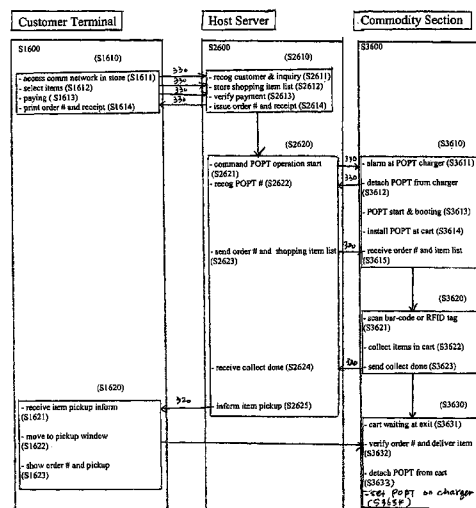 Customer Terminal
Host Server
Commodity Section
S1600
S2600
S3600
(S1610)
(S2610)
- access comm network in store (S1611)
- select items (S1612)
- paying (S1613)
- print order # and receipt (S1614)
330
330
330
330
- recog customer & inquiry (S2611)
- store shopping item list (S2612)
- verify payment (S2613)
- issue order # and receipt (S2614)
(S2620)
(S3610)
- command POPT operation start
(S2621)
- recog POPT # (S2622)
330
330
- alarm at POPT charger (S3611)
- detach POPT from charger
(S3612)
- POPT start & booting (S3613)
- install POPT at cart (S3614)
- send order # and shopping item list
(S2623)
- receive order # and item list
(S3615)
(S3620)
- scan bar-code or RFID tag
(S3621)
- collect items in cart (S3622)
- receive collect done (S2624)
- send collect done (S3623)
(S1620)
(S3630)
320
- receive item pickup inform
(S1621)
- inform item pickup (S2625)
- cart waiting at exit (S3631)
- move to pickup window
(S1622)
- verify order # and deliver item
(S3632)
- show order # and pickup
(S1623)
- detach POPT from cart
(S3633)
- set POPT on charger
(S3634)